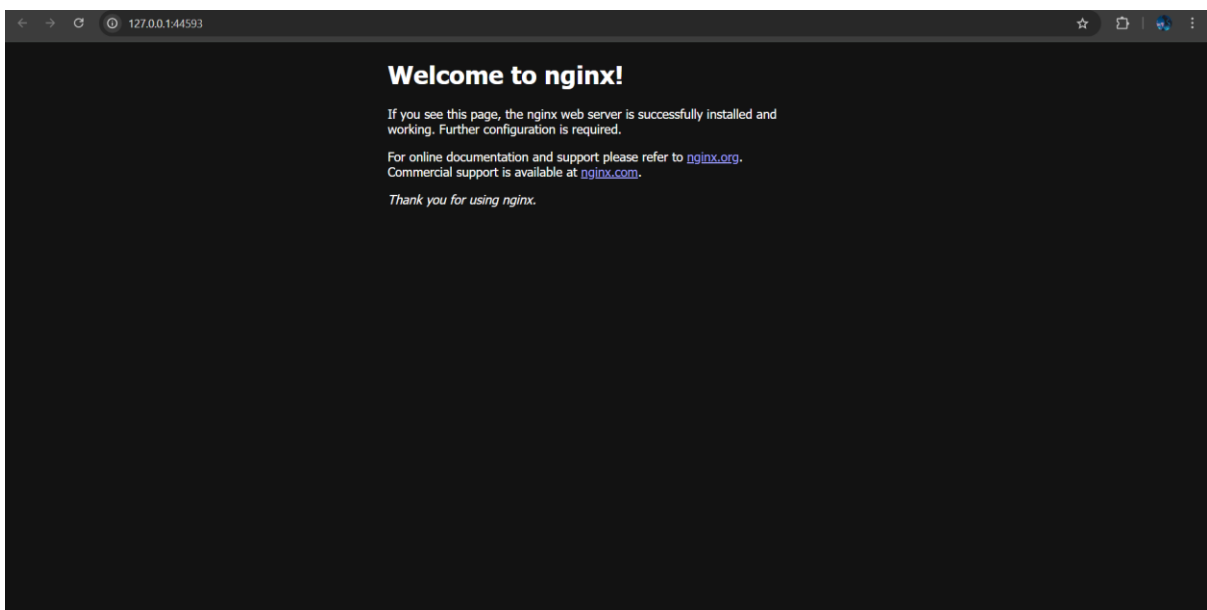 127.0.0.1:44593
Welcome to nginx!
If you see this page, the nginx web server is successfully installed and
working. Further configuration is required.
For online documentation and support please refer to nginx.org.
Commercial support is available at nginx.com.
Thank you for using nginx.